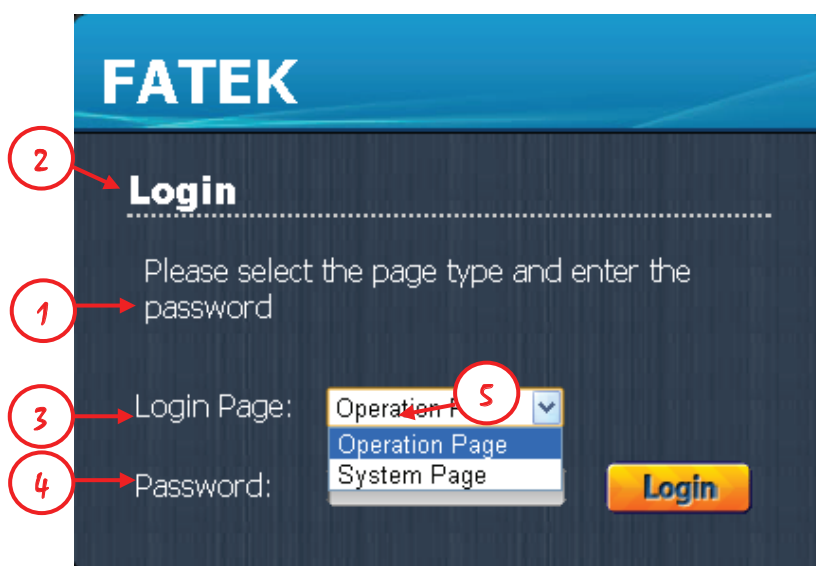 FATEK
2
Login
Please select the page type and enter the
1
password
3
Login Page:
Operation P
5
Operation Page
4
Password:
System Page
Login